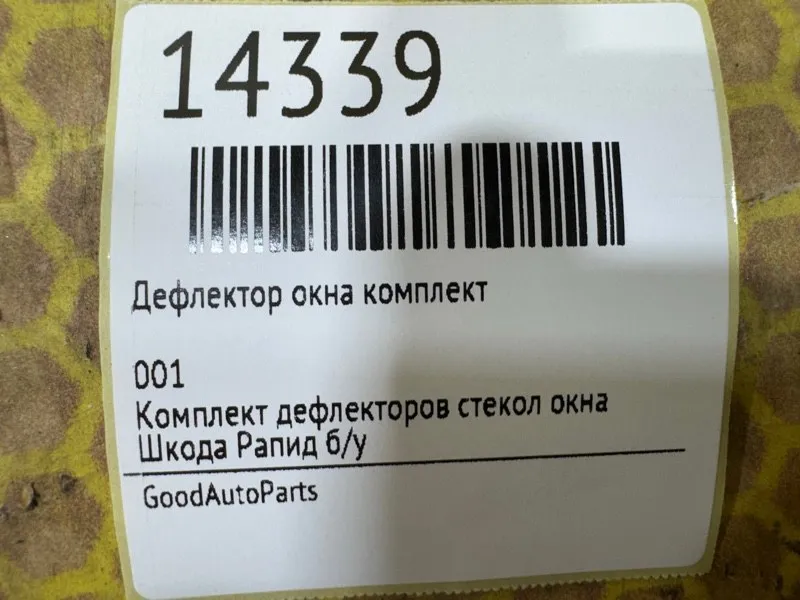 14339
Дефлектор окна комплект
001
Комплект дефлекторов стекол окна
Шкода Рапид б/у
GoodAutoParts